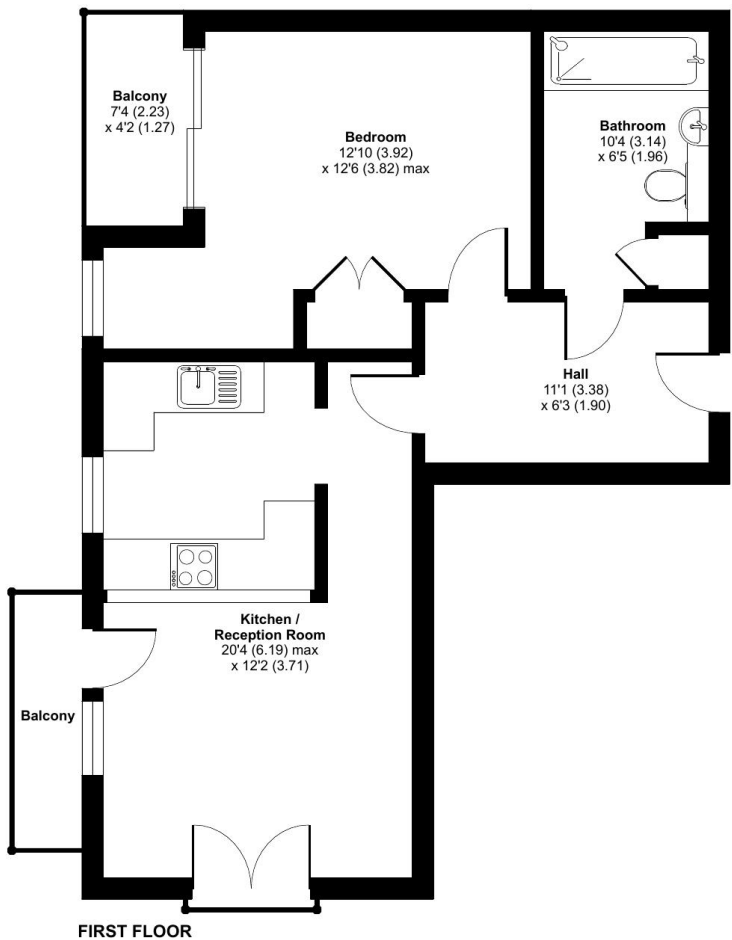 Balcony
7'4 (2.23)
x 4'2 (1.27)
Bedroom
12'10 (3.92)
x 12'6 (3.82) max
Bathroom
10'4 (3.14)
x 6'5 (1.96)
Hall
11'1 (3.38)
x 6'3 (1.90)
Kitchen /
Reception Room
20'4 (6.19) max
x 12'2 (3.71)
Balcony
FIRST FLOOR